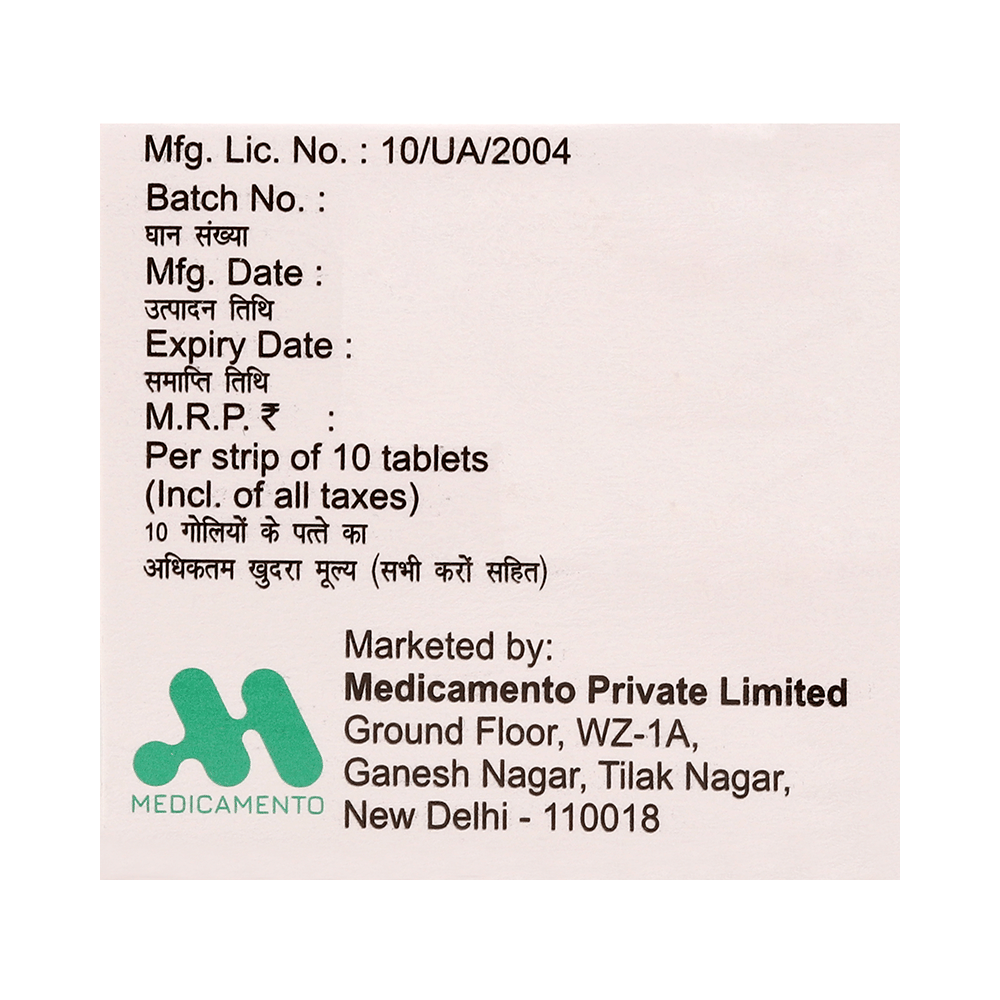 Mfg. Lic. No. : 10/UA/2004
Batch No. :
घान संख्या
Mfg. Date :
उत्पादन तिथि
Expiry Date :
समाप्ति तिथि
M.R.P. ₹ :
Per strip of 10 tablets
(Incl. of all taxes)
10 गोलियों के पत्ते का
अधिकतम खुदरा मूल्य (सभी करों सहित)
Marketed by:
Medicamento Private Limited
Ground Floor, WZ-1A,
Ganesh Nagar, Tilak Nagar,
New Delhi - 110018
MEDICAMENTO